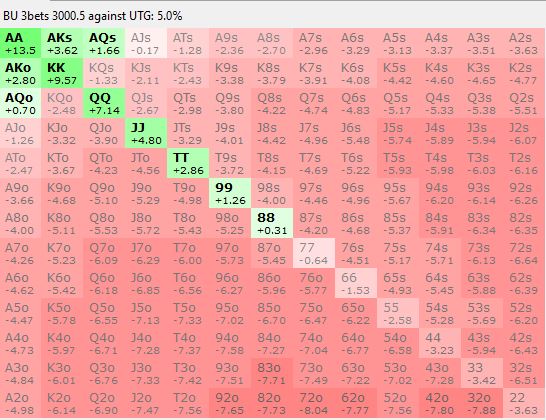 BU 3bets 3000.5 against UTG: 5.0%
AA AKs AQs AJs ATs A9s A8s A7s A6s A5s A4s A3s A2s
+13.5 +3.62 +1.66 -0.17 -1.28 -2.36 -2.70 -2.96 -3.29 -3.13 -3.37 -3.51 -3.63
AKo KK KQs KJs KTs K9s K8s K7s K6s K5s K4s K3s K2s
+2.80 +9.57 -1.33 -2.11 -2.43 -3.38 -3.79 -3.91 -4.08 -4.42 -4.60 -4.65 -4.77
AQo KQo QQ QJs QTs Q9s Q8s Q7s Q6s Q5s Q4s Q3s Q2s
+0.70 -2.48 +7.14 -2.67 -2.98 -3.80 -4.22 -4.74 -4.83 -5.17 -5.33 -5.38 -5.51
AJo KJo QJo JJ JTs J9s J8s J7s J6s J5s J4s J3s J2s
-1.26 -3.32 -3.90 +4.80 -3.29 -4.01 -4.42 -4.96 -5.48 -5.74 -5.89 -5.94 -6.07
ATo KTo QTo JTo TT T9s T8s T7s T6s T5s T4s T3s T2s
-2.47 -3.67 -4.23 -4.56 +2.86 -3.72 -4.15 -4.69 -5.22 -5.93 -5.98 -6.03 -6.16
A9o K9o Q9o J9o T9o 99 98s 97s 96s 95s 94s 93s 92s
-3.66 -4.68 -5.10 -5.29 -4.98 +1.26 -4.00 -4.46 -4.96 -5.67 -6.20 -6.14 -6.26
A8o K8o Q8o J8o T8o 98o 88 87s 86s 85s 84s 83s 82s
-4.00 -5.11 -5.53 -5.72 -5.43 -5.25 +0.31 -4.20 -4.68 -5.37 -5.91 -6.34 -6.35
A7o K7o Q7o J7o T7o 97o 87o 77 76s 75s 74s 73s 72s
-4.26 -5.23 -6.09 -6.29 -6.00 -5.73 -5.45 -0.64 -4.51 -5.17 -5.71 -6.13 -6.64
A6o K6o Q6o J6o T6o 96o 86o 76o 66 65s 64s 63s 62s
-4.62 -5.42 -6.18 -6.85 -6.56 -6.27 -5.96 -5.77 -1.53 -4.93 -5.45 -5.88 -6.39
A5o K5o Q5o J5o T5o 95o 85o 75o 65o 55 54s 53s 52s
-4.47 -5.78 -6.55 -7.13 -7.33 -7.02 -6.70 -6.47 -6.22 -2.58 -5.28 -5.69 -6.20
A4o K4o Q4o J4o T4o 94o 84o 74o 64o 54o 44 43s 42s
-4.73 -5.97 -6.71 -7.28 -7.37 -7.58 -7.27 -7.04 -6.77 -6.58 -3.23 -5.94 -6.43
A3o K3o Q3o J3o T3o 93o 83o 73o 63o 53o 43o 33 32s
-4.84 -6.01 -6.76 -7.33 -7.42 -7.51 -7.71 -7.49 -7.22 -7.02 -7.28 -3.42 -6.51
A2o K2o Q2o J2o T2o 92o 82o 72o 62o 52o 42o 32o 22
-4.98 -6.14 -6.90 -7.47 -7.56 -7.65 -7.73 -8.04 -7.77 -7.56 -7.80 -7.88 -3.63